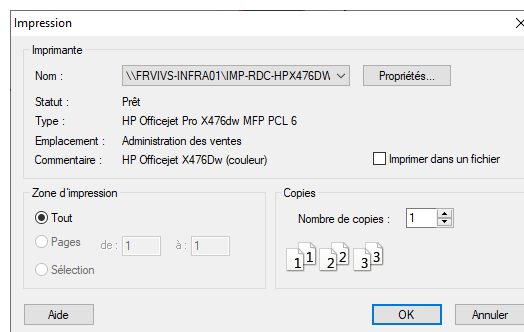 Impression
Imprimante
Nom : \\FRVIVS-INFRA01\IMP-RDC-HPX476DW Propriétés...
Statut : Prêt
Type : HP Officejet Pro X476dw MFP PCL 6
Emplacement : Administration des ventes
Commentaire : HP Officejet X476Dw (couleur) Imprimer dans un fichier
Zone d'impression
Tout
Pages de : 1 à : 1
Sélection
Copies
Nombre de copies : 1
1 1 2 2 3 3
Aide OK Annuler